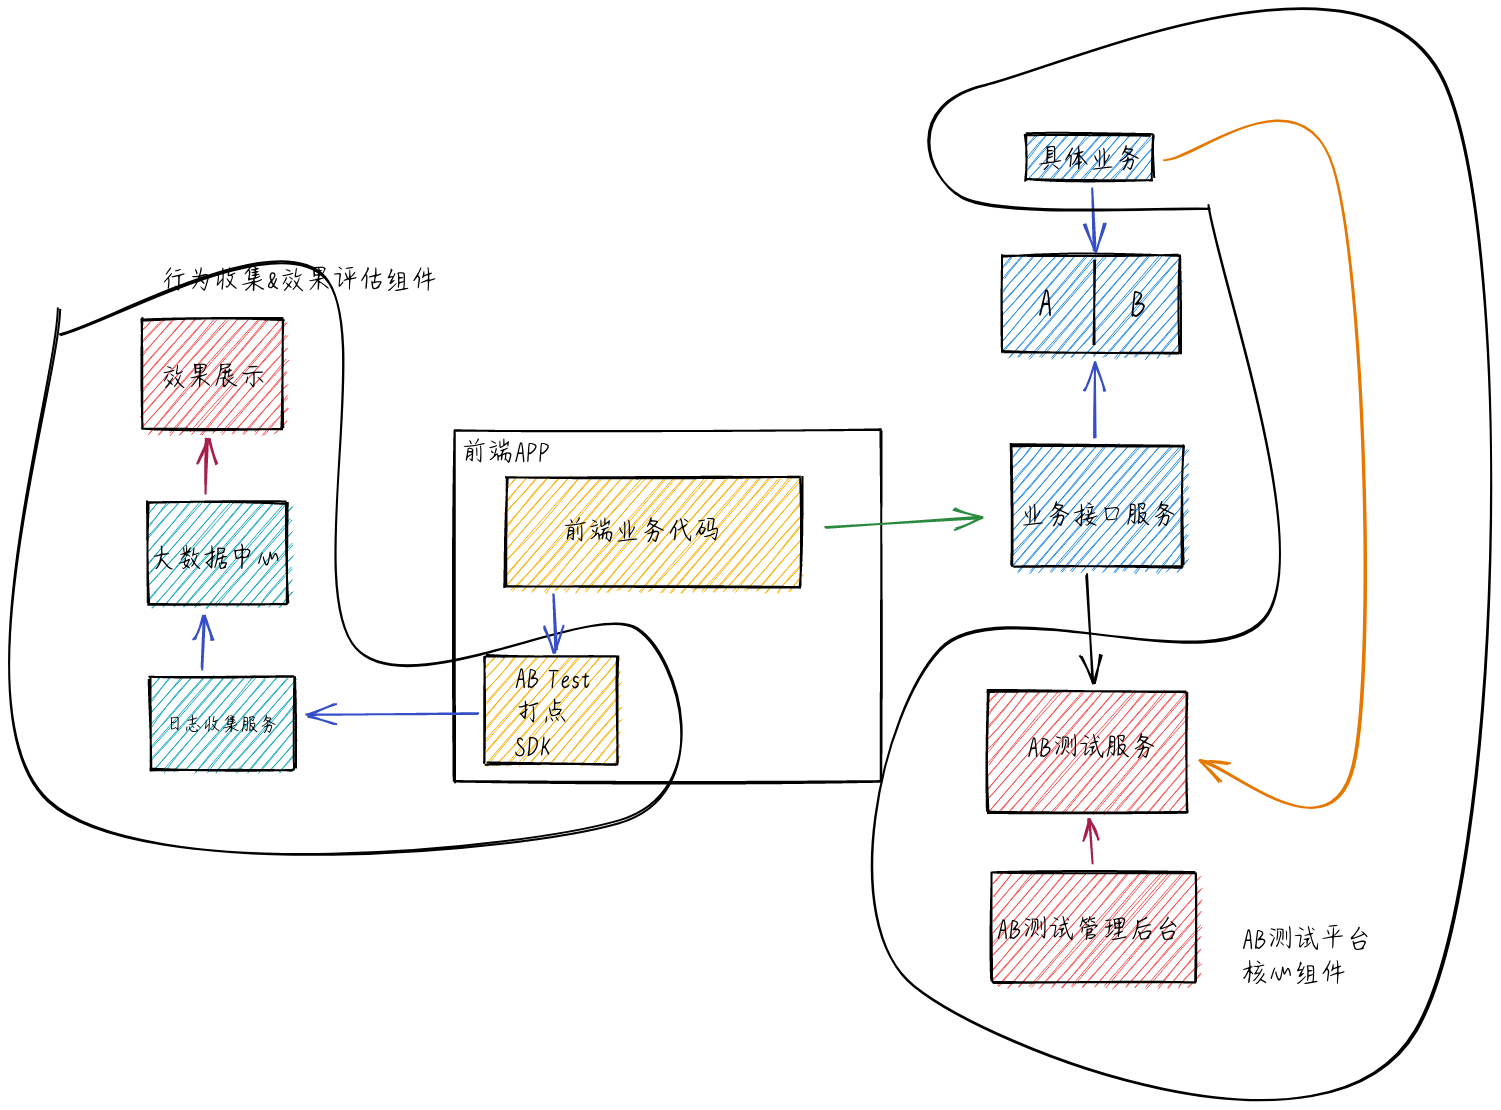 具体业务
A
B
行为收集&效果评估组件
效果展示
前端APP
前端业务代码
业务接口服务
大数据中心
AB Test
打点
SDK
日志收集服务
AB测试服务
AB测试管理后台
AB测试平台
核心组件